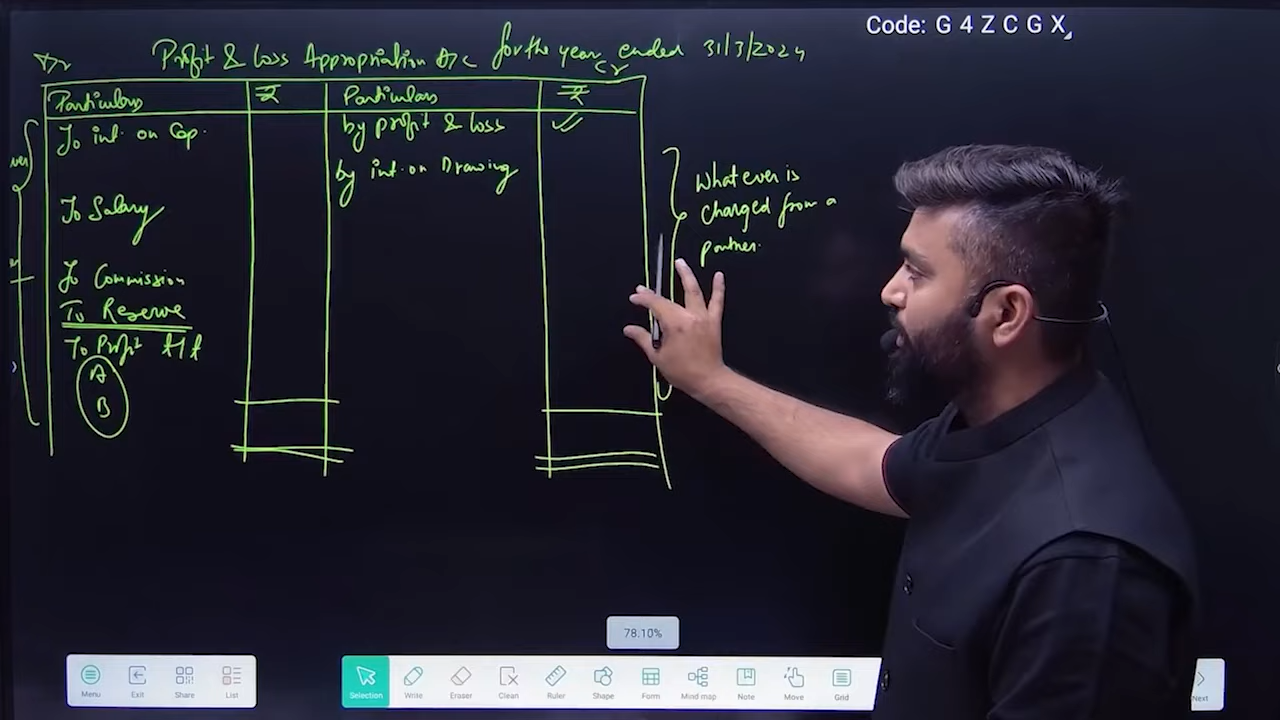 Code: G 4 Z C G X
Dr Profit & Loss Appropriation A/c for the year ended 31/3/2024
Cr
Particulars ₹ Particulars ₹
To int. on Cap. by profit & loss
by int. on Drawing
To Salary
To Commission
To Reserve
To Profit
A
B
Whatever is
charged from a
partner.
78.10%
Menu Exit Share List Selection Write Eraser Clean Ruler Shape Form Mind map Note Move Grid Next